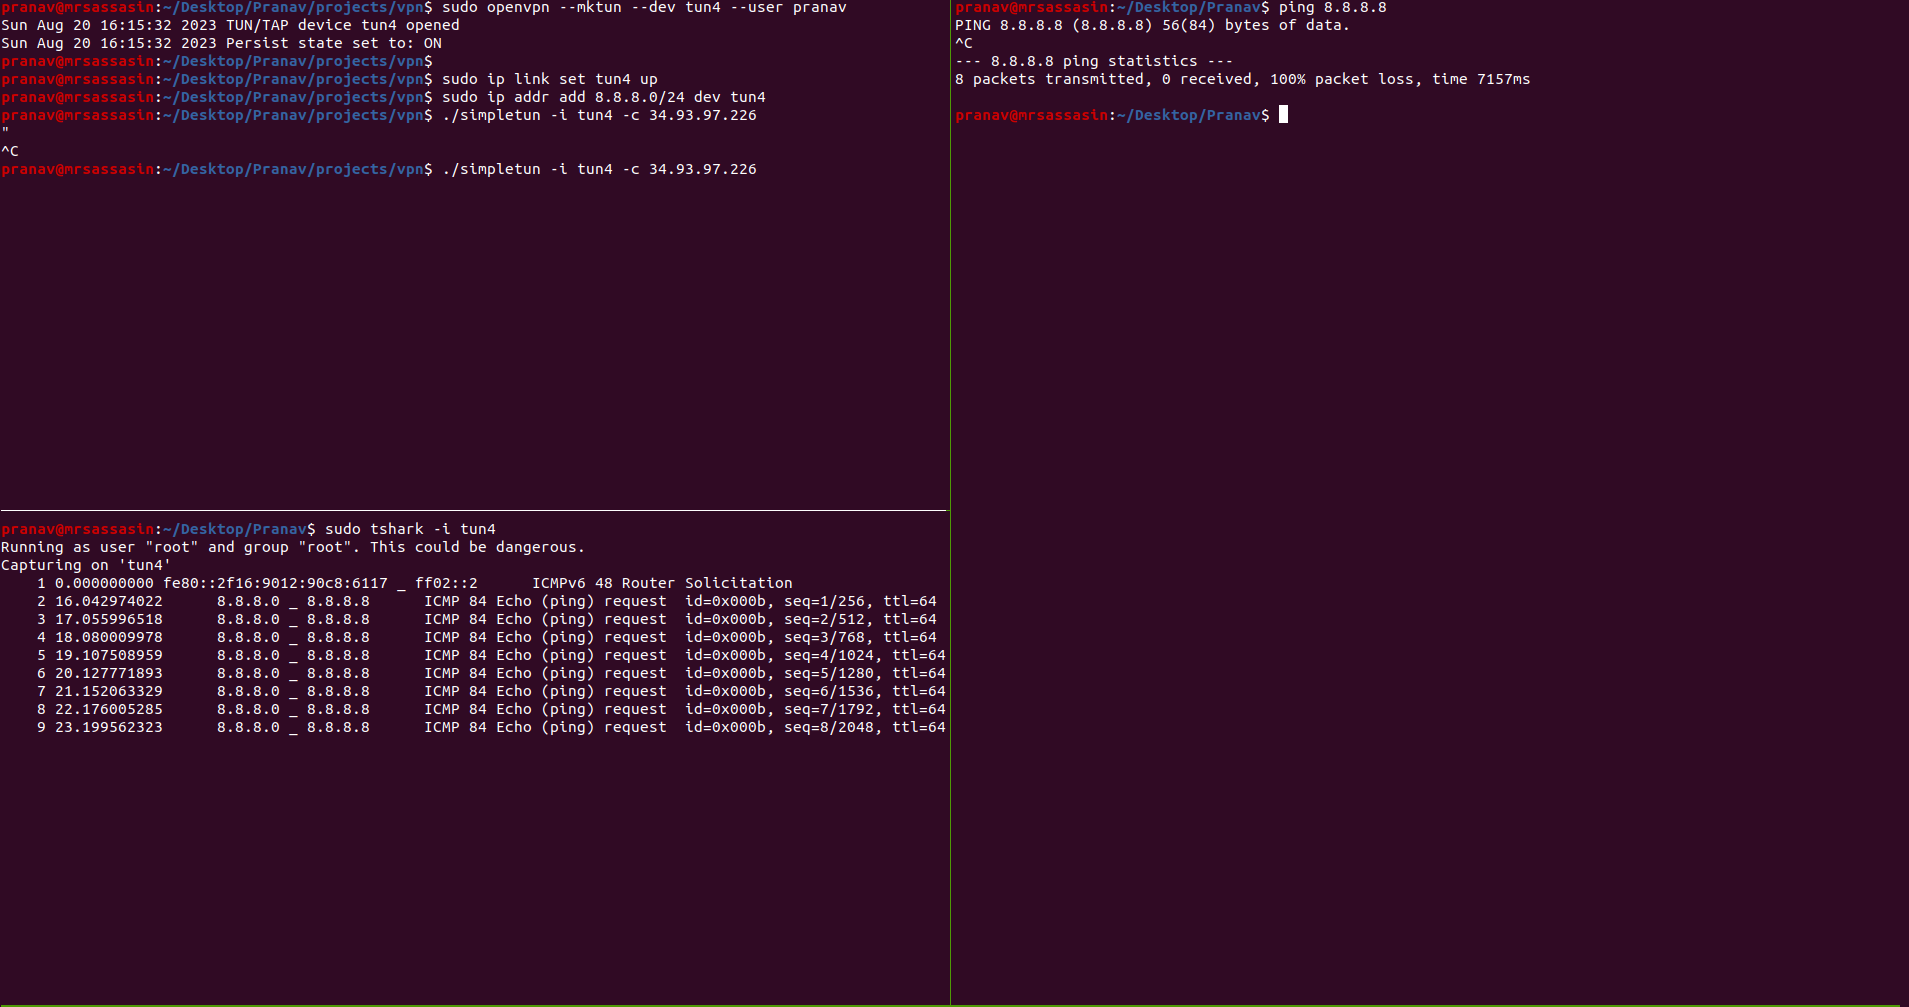 pranav@mrsassasin:~/Desktop/Pranav/projects/vpn$ sudo openvpn --mktun --dev tun4 --user pranav
Sun Aug 20 16:15:32 2023 TUN/TAP device tun4 opened
Sun Aug 20 16:15:32 2023 Persist state set to: ON
pranav@mrsassasin:~/Desktop/Pranav/projects/vpn$
pranav@mrsassasin:~/Desktop/Pranav/projects/vpn$ sudo ip link set tun4 up
pranav@mrsassasin:~/Desktop/Pranav/projects/vpn$ sudo ip addr add 8.8.8.0/24 dev tun4
pranav@mrsassasin:~/Desktop/Pranav/projects/vpn$ ./simpletun -i tun4 -c 34.93.97.226
"
^C
pranav@mrsassasin:~/Desktop/Pranav/projects/vpn$ ./simpletun -i tun4 -c 34.93.97.226
pranav@mrsassasin:~/Desktop/Pranav$ sudo tshark -i tun4
Running as user "root" and group "root". This could be dangerous.
Capturing on 'tun4'
1 0.000000000 fe80::2f16:9012:90c8:6117 _ ff02::2 ICMPv6 48 Router Solicitation
2 16.042974022 8.8.8.0 _ 8.8.8.8 ICMP 84 Echo (ping) request id=0x000b, seq=1/256, ttl=64
3 17.055996518 8.8.8.0 _ 8.8.8.8 ICMP 84 Echo (ping) request id=0x000b, seq=2/512, ttl=64
4 18.080009978 8.8.8.0 _ 8.8.8.8 ICMP 84 Echo (ping) request id=0x000b, seq=3/768, ttl=64
5 19.107508959 8.8.8.0 _ 8.8.8.8 ICMP 84 Echo (ping) request id=0x000b, seq=4/1024, ttl=64
6 20.127771893 8.8.8.0 _ 8.8.8.8 ICMP 84 Echo (ping) request id=0x000b, seq=5/1280, ttl=64
7 21.152063329 8.8.8.0 _ 8.8.8.8 ICMP 84 Echo (ping) request id=0x000b, seq=6/1536, ttl=64
8 22.176005285 8.8.8.0 _ 8.8.8.8 ICMP 84 Echo (ping) request id=0x000b, seq=7/1792, ttl=64
9 23.199562323 8.8.8.0 _ 8.8.8.8 ICMP 84 Echo (ping) request id=0x000b, seq=8/2048, ttl=64
pranav@mrsassasin:~/Desktop/Pranav$ ping 8.8.8.8
PING 8.8.8.8 (8.8.8.8) 56(84) bytes of data.
^C
--- 8.8.8.8 ping statistics ---
8 packets transmitted, 0 received, 100% packet loss, time 7157ms
pranav@mrsassasin:~/Desktop/Pranav$